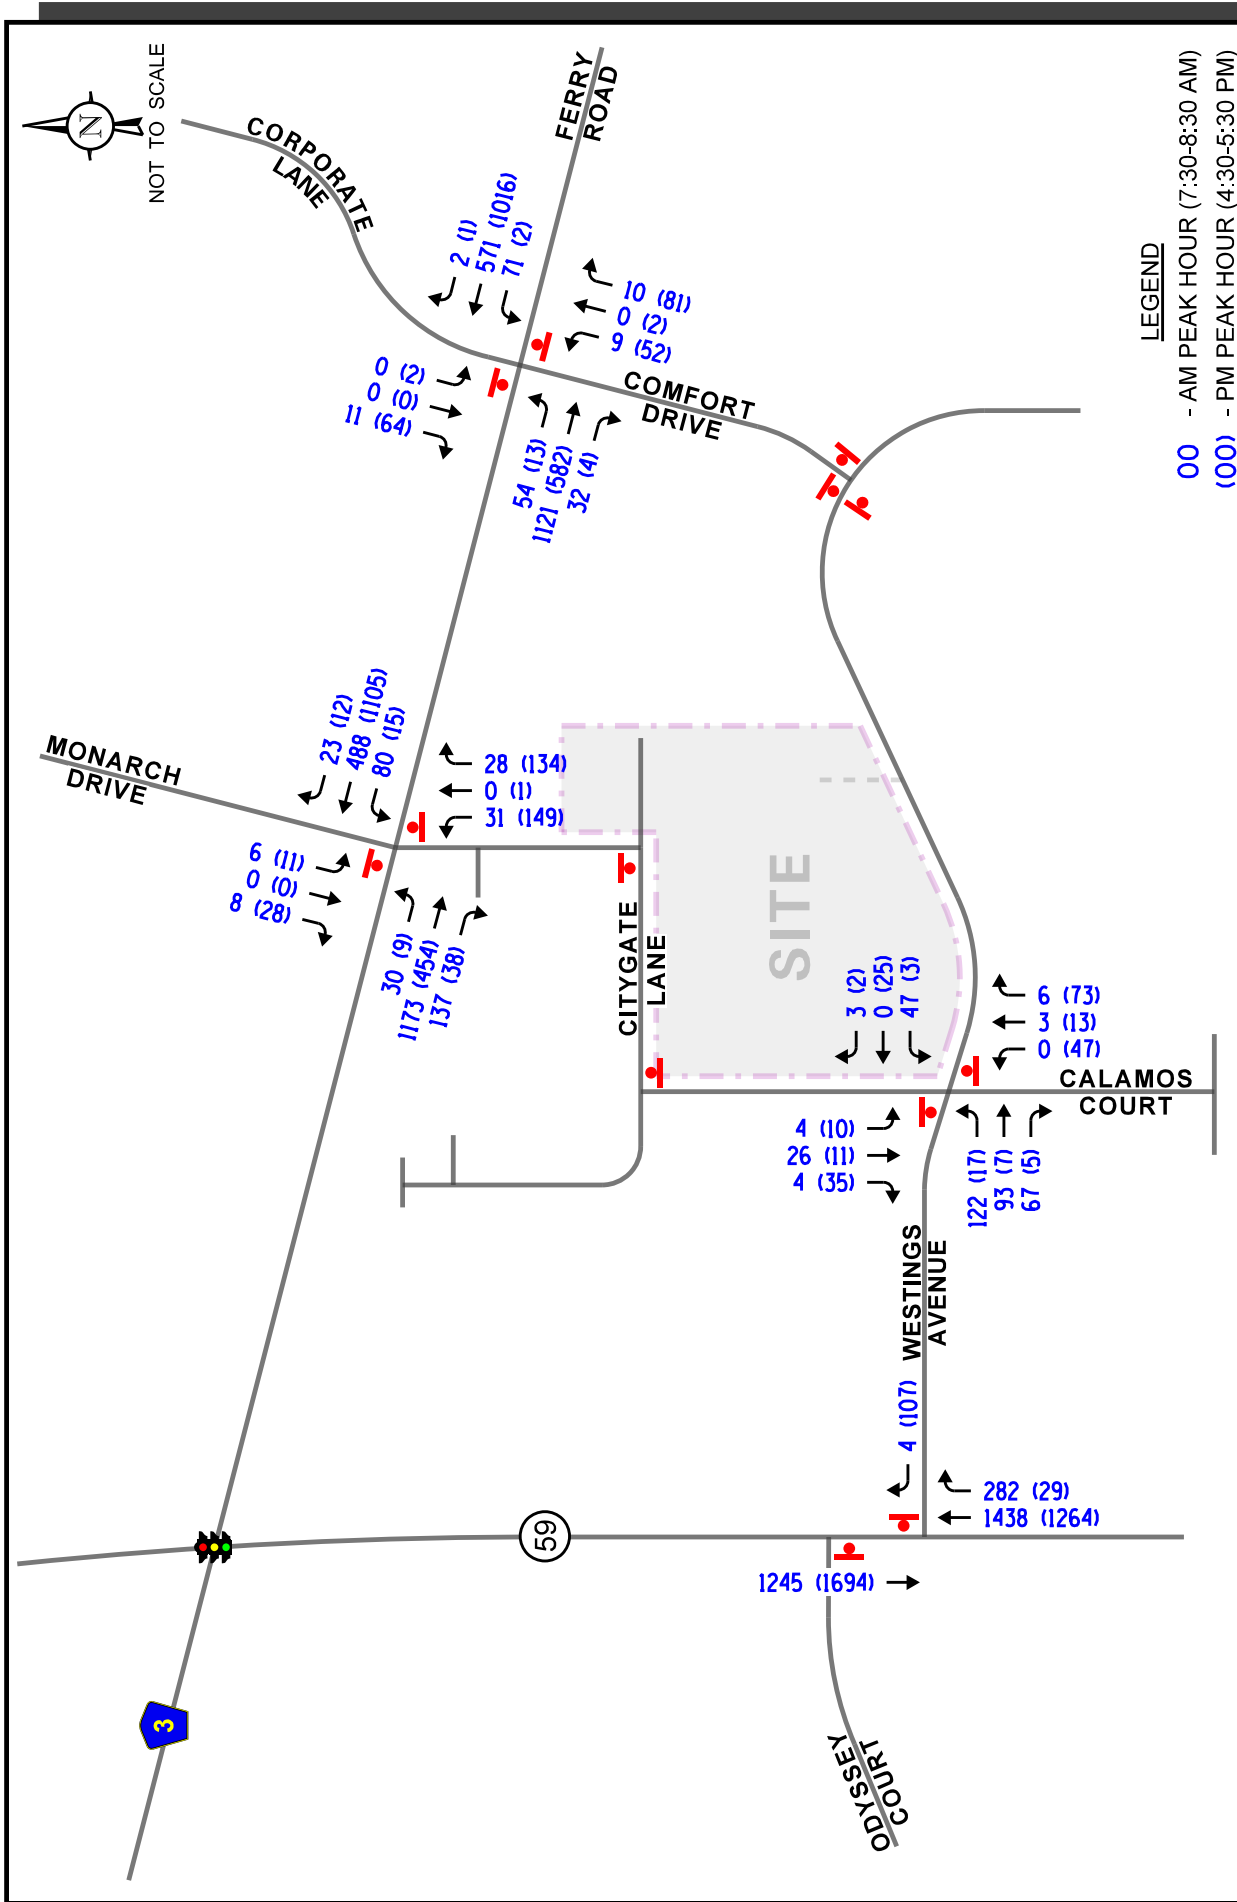 N
NOT TO SCALE
CORPORATE
LANE
FERRY
ROAD
2 (1)
571 (1016)
71 (2)
10 (81)
0 (2)
9 (52)
0 (2)
0 (0)
11 (64)
54 (13)
1121 (582)
32 (4)
COMFORT
DRIVE
LEGEND
00 - AM PEAK HOUR (7:30-8:30 AM)
(00) - PM PEAK HOUR (4:30-5:30 PM)
MONARCH
DRIVE
23 (12)
488 (1105)
80 (15)
28 (134)
0 (1)
31 (149)
6 (11)
0 (0)
8 (28)
30 (9)
1173 (454)
137 (38)
CITYGATE
LANE
SITE
3 (2)
0 (25)
47 (3)
6 (73)
3 (13)
0 (47)
CALAMOS
COURT
4 (10)
26 (11)
4 (35)
122 (17)
93 (7)
67 (5)
WESTINGS
AVENUE
4 (107)
282 (29)
1438 (1264)
59
1245 (1694)
3
ODYSSEY
COURT